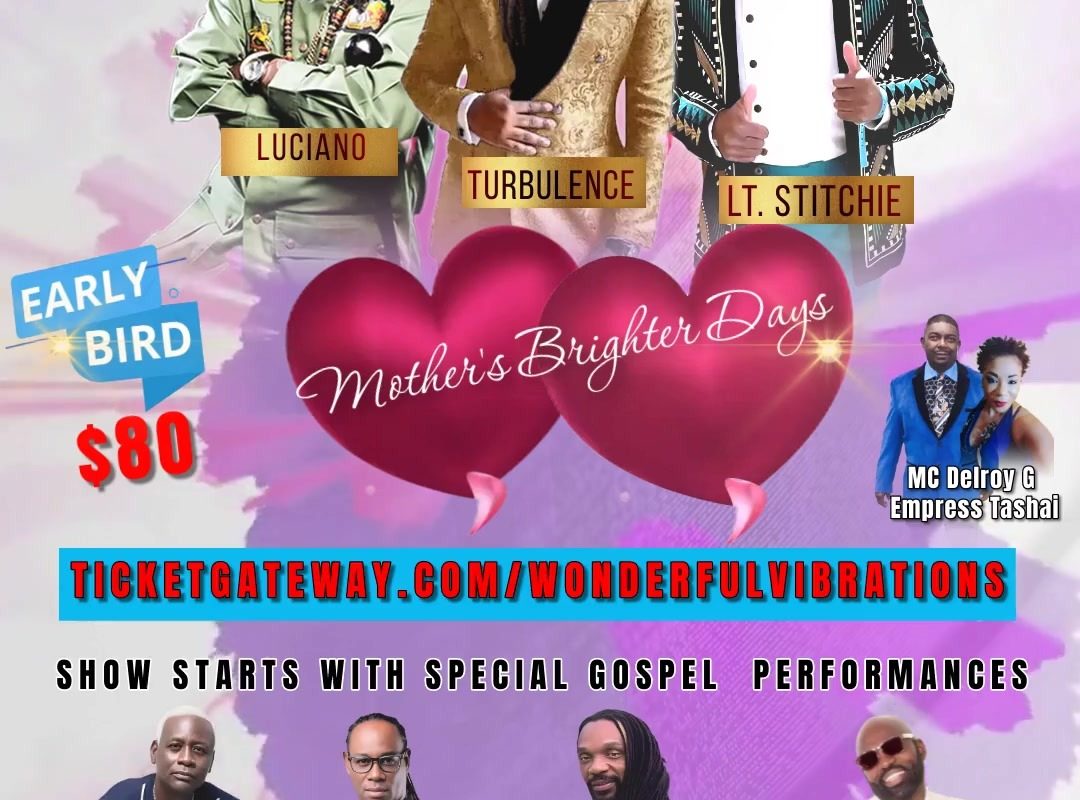 LUCIANO
TURBULENCE
LT. STITCHIE
EARLY
BIRD
$80
Mother's Brighter Days
MC Delroy G
Empress Tashai
TICKETGATEWAY.COM/WONDERFULVIBRATIONS
SHOW STARTS WITH SPECIAL GOSPEL PERFORMANCES